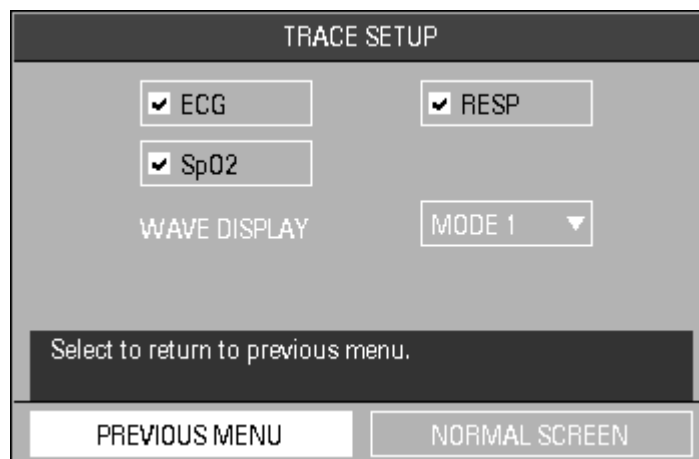 TRACE SETUP
ECG RESP
SpO2
WAVE DISPLAY MODE 1
Select to return to previous menu.
PREVIOUS MENU NORMAL SCREEN